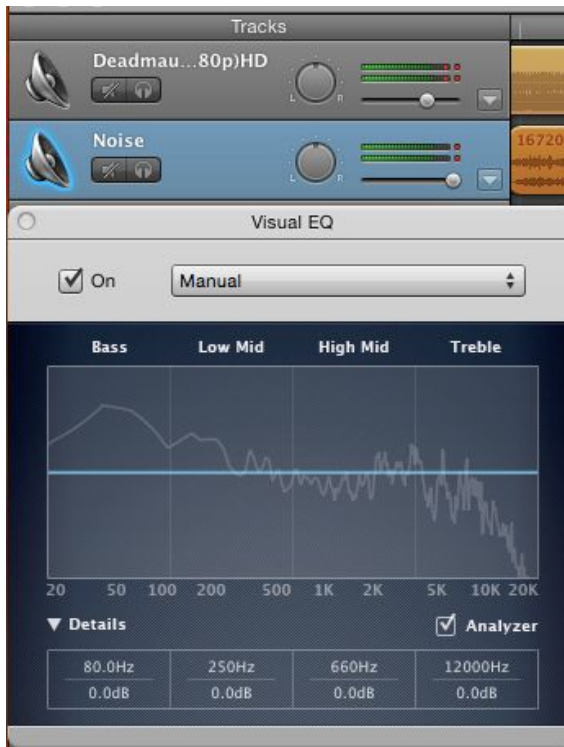 Tracks
Deadmau...80p)HD
L R
Noise
16720
L R
Visual EQ
On Manual
Bass Low Mid High Mid Treble
20 50 100 200 500 1K 2K 5K 10K 20K
Details Analyzer
80.0Hz 250Hz 660Hz 12000Hz
0.0dB 0.0dB 0.0dB 0.0dB